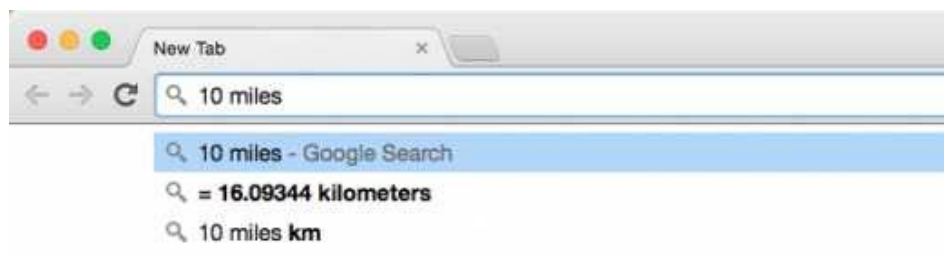 New Tab
10 miles
10 miles - Google Search
= 16.09344 kilometers
10 miles km